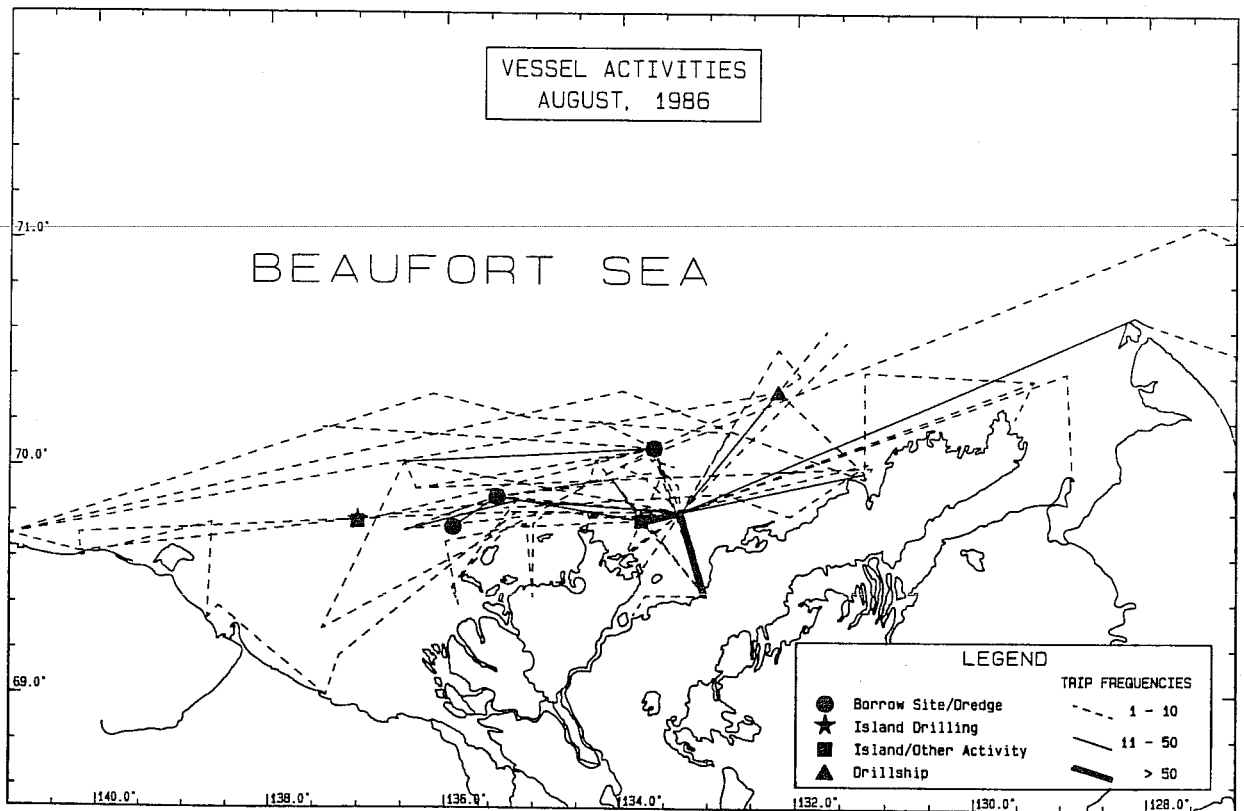 VESSEL ACTIVITIES
AUGUST, 1986
71.0°
BEAUFORT SEA
70.0°
69.0°
LEGEND
TRIP FREQUENCIES
Borrow Site/Dredge
1 - 10
Island Drilling
11 - 50
Island/Other Activity
> 50
Drillship
140.0° 138.0° 136.0° 134.0° 132.0° 130.0° 128.0°